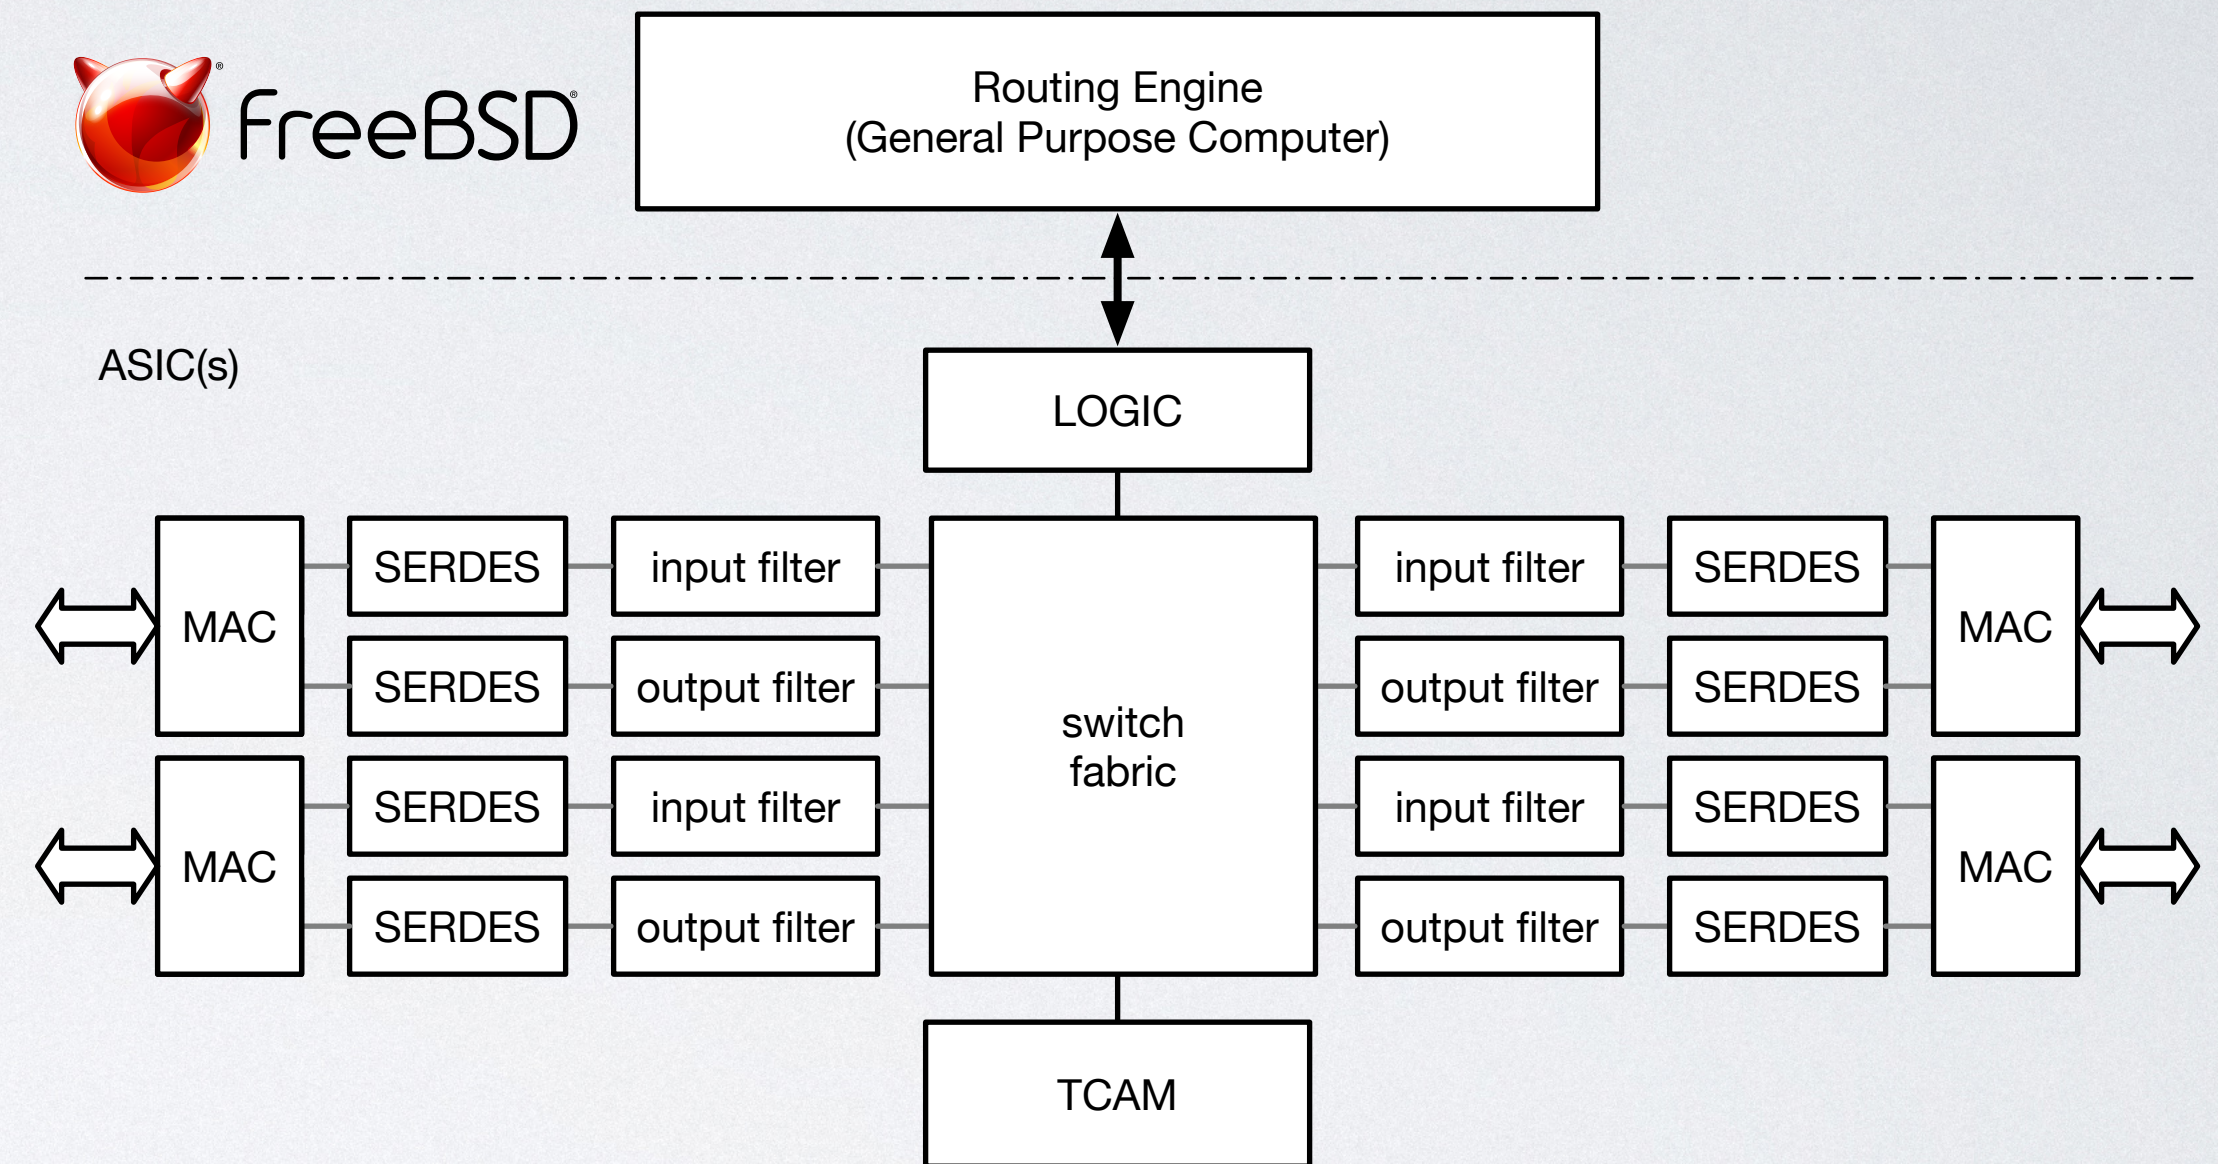 FreeBSD®
Routing Engine
(General Purpose Computer)
ASIC(s)
LOGIC
MAC
SERDES
input filter
SERDES
output filter
MAC
SERDES
input filter
SERDES
output filter
switch
fabric
input filter
SERDES
output filter
SERDES
MAC
input filter
SERDES
output filter
SERDES
MAC
TCAM